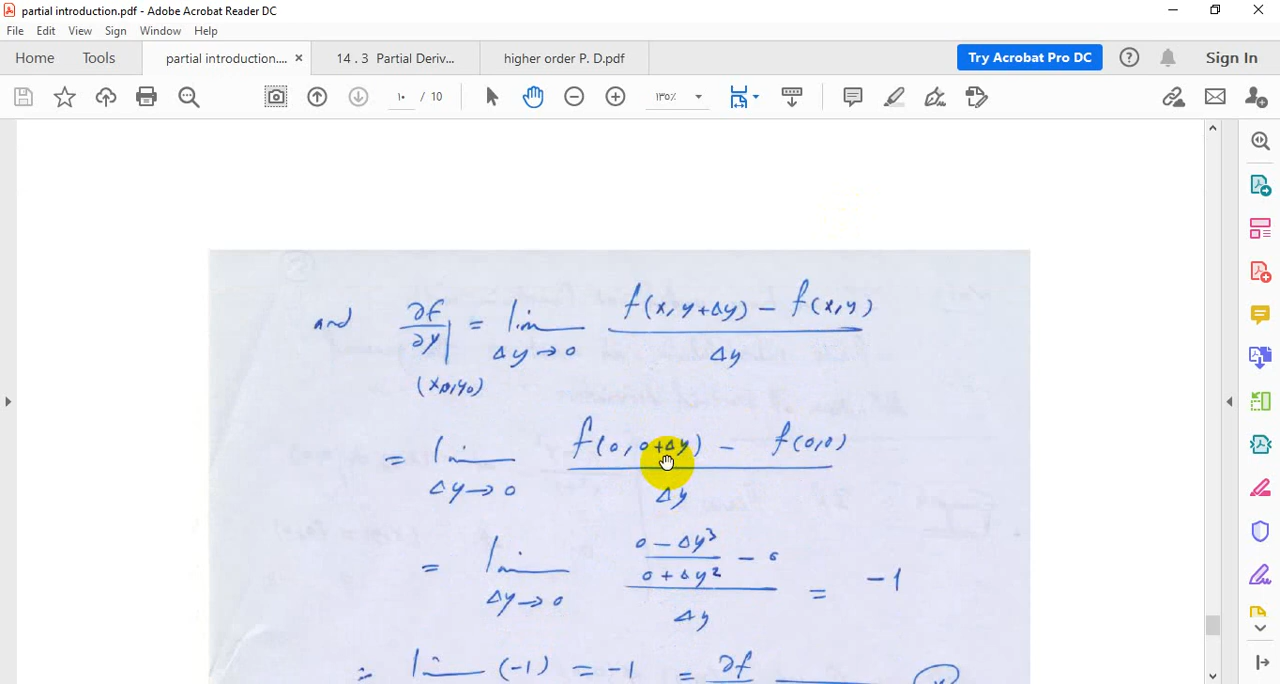 partial introduction.pdf - Adobe Acrobat Reader DC
File Edit View Sign Window Help
Home Tools partial introduction.... × 14 . 3 Partial Deriv... higher order P. D.pdf Try Acrobat Pro DC Sign In
١٠ / 10 ١٣٥٪
and ∂f/∂y| = lim f(x, y+Δy) - f(x,y)
Δy→0 Δy
(x₀,y₀)
= lim f(0, 0+Δy) - f(0,0)
Δy→0 Δy
= lim 0 - Δy³ / 0 + Δy² - 0 = -1
Δy→0 Δy
lim (-1) = -1 = ∂f